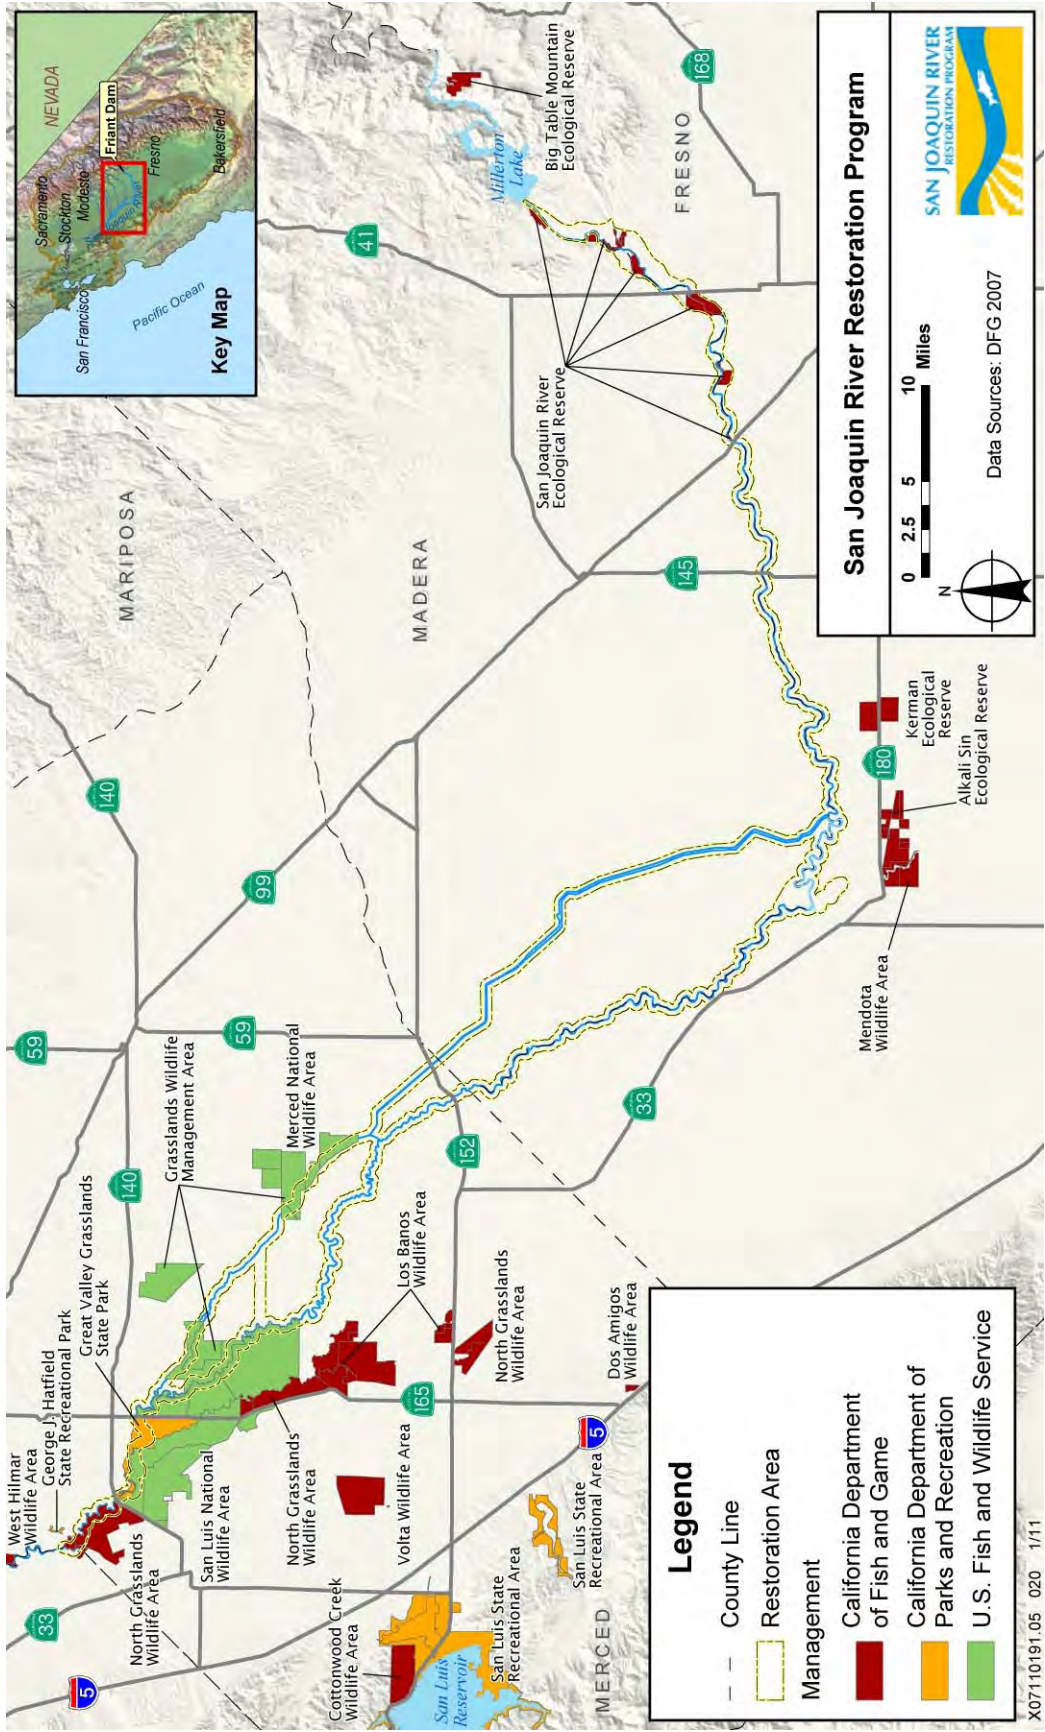 West Hilmar
Wildlife Area
George J. Hatfield
State Recreational Park
Great Valley Grasslands
State Park
Grasslands Wildlife
Management Area
Merced National
Wildlife Area
North Grasslands
Wildlife Area
San Luis National
Wildlife Area
North Grasslands
Wildlife Area
Los Banos
Wildlife Area
Volta Wildlife Area
North Grasslands
Wildlife Area
Dos Amigos
Wildlife Area
Cottonwood Creek
Wildlife Area
San Luis
Reservoir
San Luis State
Recreational Area
San Luis State
Recreational Area
MERCED
MARIPOSA
MADERA
FRESNO
33
5
140
59
59
99
140
165
152
33
5
145
41
168
180
San Joaquin River
Ecological Reserve
Millerton
Lake
Big Table Mountain
Ecological Reserve
Mendota
Wildlife Area
Alkali Sin
Ecological Reserve
Kerman
Ecological
Reserve
Key Map
NEVADA
Sacramento
Stockton
Modesto
San Francisco
Pacific Ocean
Friant Dam
Fresno
Bakersfield
Legend
County Line
Restoration Area
Management
California Department
of Fish and Game
California Department of
Parks and Recreation
U.S. Fish and Wildlife Service
San Joaquin River Restoration Program
0 2.5 5 10
Miles
N
Data Sources: DFG 2007
SAN JOAQUIN RIVER
RESTORATION PROGRAM
X07110191.05 020 1/11